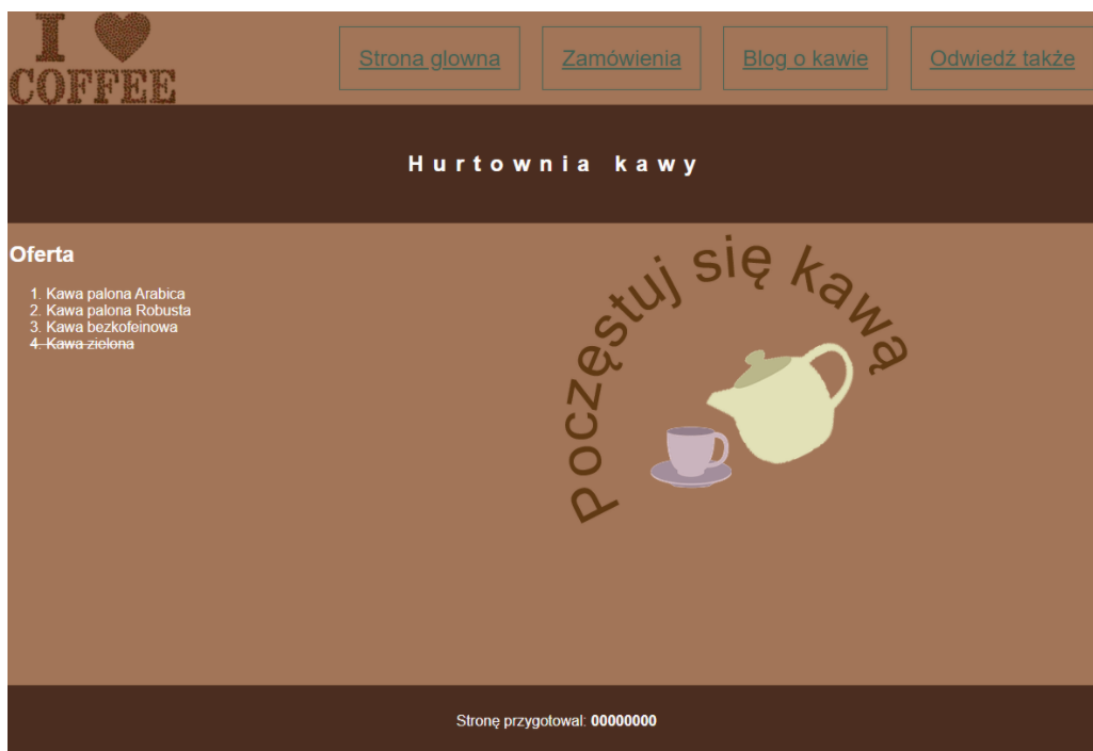 I
COFFEE
Strona glowna Zamówienia Blog o kawie Odwiedź także
Hurtownia kawy
Oferta
1. Kawa palona Arabica
2. Kawa palona Robusta
3. Kawa bezkofeinowa
4. Kawa zielona
Poczęstuj się kawą
Stronę przygotował: 00000000